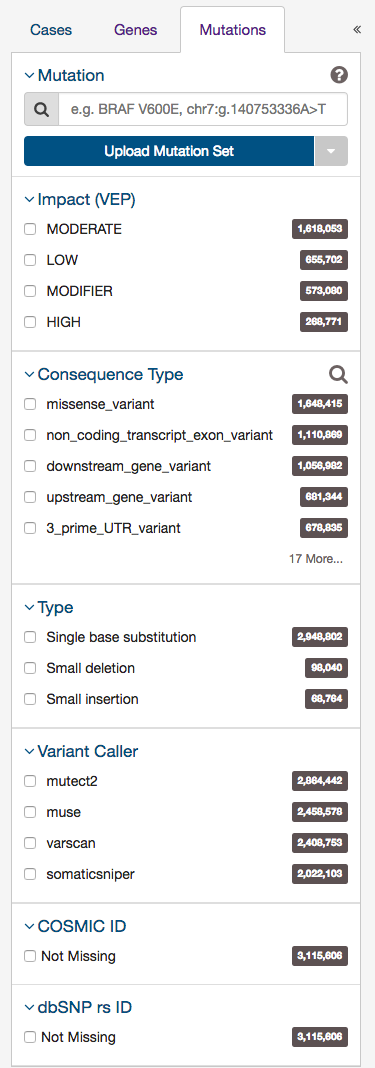 Cases Genes Mutations «
Mutation
e.g. BRAF V600E, chr7:g.140753336A>T
Upload Mutation Set
Impact (VEP)
MODERATE 1,618,053
LOW 655,702
MODIFIER 573,080
HIGH 268,771
Consequence Type
missense_variant 1,648,415
non_coding_transcript_exon_variant 1,110,869
downstream_gene_variant 1,056,982
upstream_gene_variant 681,344
3_prime_UTR_variant 678,835
17 More...
Type
Single base substitution 2,948,802
Small deletion 98,040
Small insertion 68,764
Variant Caller
mutect2 2,864,442
muse 2,458,578
varscan 2,408,753
somaticsniper 2,022,103
COSMIC ID
Not Missing 3,115,606
dbSNP rs ID
Not Missing 3,115,606